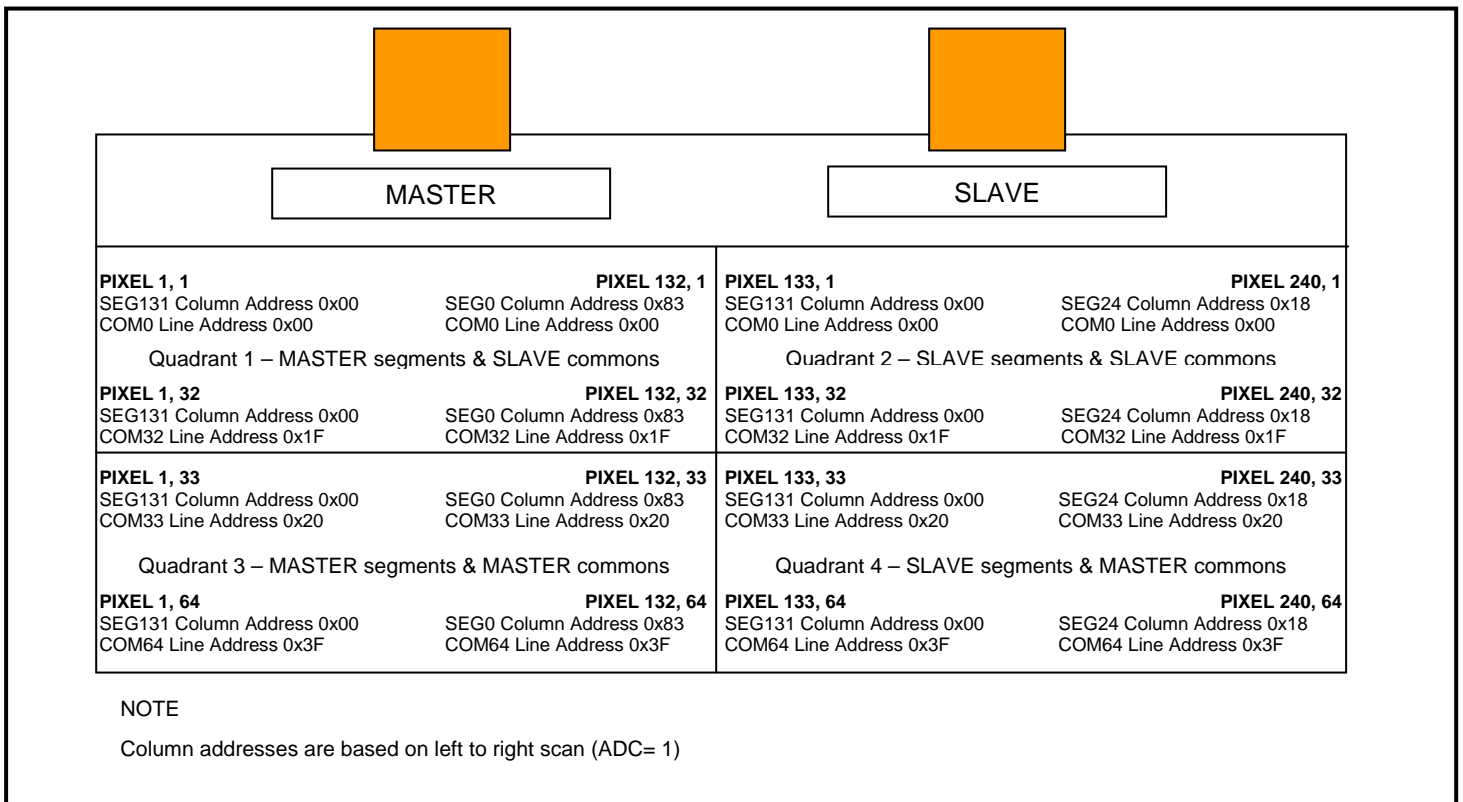 MASTER
SLAVE
PIXEL 1, 1 PIXEL 132, 1 PIXEL 133, 1 PIXEL 240, 1
SEG131 Column Address 0x00 SEG0 Column Address 0x83 SEG131 Column Address 0x00 SEG24 Column Address 0x18
COM0 Line Address 0x00 COM0 Line Address 0x00 COM0 Line Address 0x00 COM0 Line Address 0x00
Quadrant 1 – MASTER segments & SLAVE commons Quadrant 2 – SLAVE segments & SLAVE commons
PIXEL 1, 32 PIXEL 132, 32 PIXEL 133, 32 PIXEL 240, 32
SEG131 Column Address 0x00 SEG0 Column Address 0x83 SEG131 Column Address 0x00 SEG24 Column Address 0x18
COM32 Line Address 0x1F COM32 Line Address 0x1F COM32 Line Address 0x1F COM32 Line Address 0x1F
PIXEL 1, 33 PIXEL 132, 33 PIXEL 133, 33 PIXEL 240, 33
SEG131 Column Address 0x00 SEG0 Column Address 0x83 SEG131 Column Address 0x00 SEG24 Column Address 0x18
COM33 Line Address 0x20 COM33 Line Address 0x20 COM33 Line Address 0x20 COM33 Line Address 0x20
Quadrant 3 – MASTER segments & MASTER commons Quadrant 4 – SLAVE segments & MASTER commons
PIXEL 1, 64 PIXEL 132, 64 PIXEL 133, 64 PIXEL 240, 64
SEG131 Column Address 0x00 SEG0 Column Address 0x83 SEG131 Column Address 0x00 SEG24 Column Address 0x18
COM64 Line Address 0x3F COM64 Line Address 0x3F COM64 Line Address 0x3F COM64 Line Address 0x3F
NOTE
Column addresses are based on left to right scan (ADC= 1)